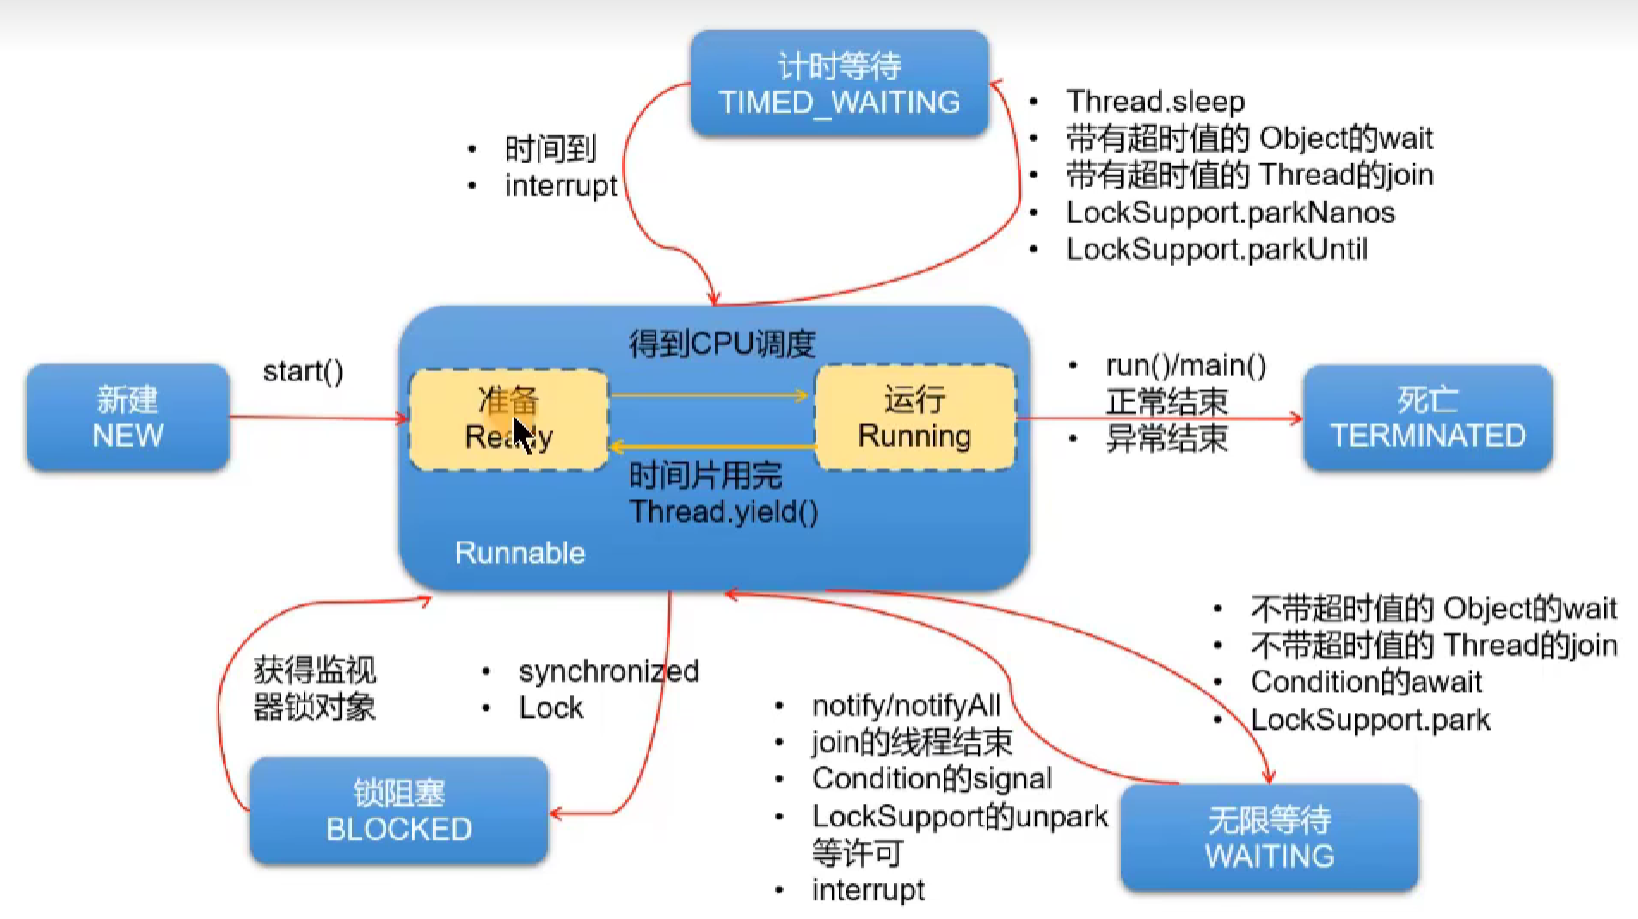 计时等待
TIMED_WAITING
• 时间到
• interrupt
• Thread.sleep
• 带有超时值的 Object的wait
• 带有超时值的 Thread的join
• LockSupport.parkNanos
• LockSupport.parkUntil
新建
NEW
start()
得到CPU调度
准备
Ready
运行
Running
时间片用完
Thread.yield()
Runnable
• run()/main()
正常结束
• 异常结束
死亡
TERMINATED
获得监视
器锁对象
• synchronized
• Lock
锁阻塞
BLOCKED
• notify/notifyAll
• join的线程结束
• Condition的signal
• LockSupport的unpark
等许可
• interrupt
• 不带超时值的 Object的wait
• 不带超时值的 Thread的join
• Condition的await
• LockSupport.park
无限等待
WAITING